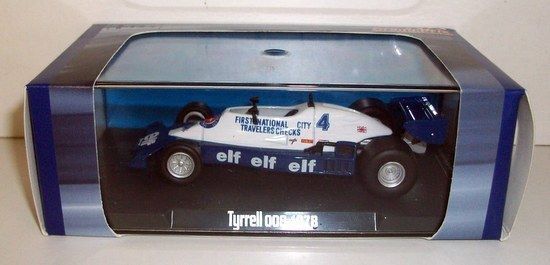 FIRST NATIONAL CITY
TRAVELERS CHECKS
4
elf elf elf
Tyrrell 008 1978